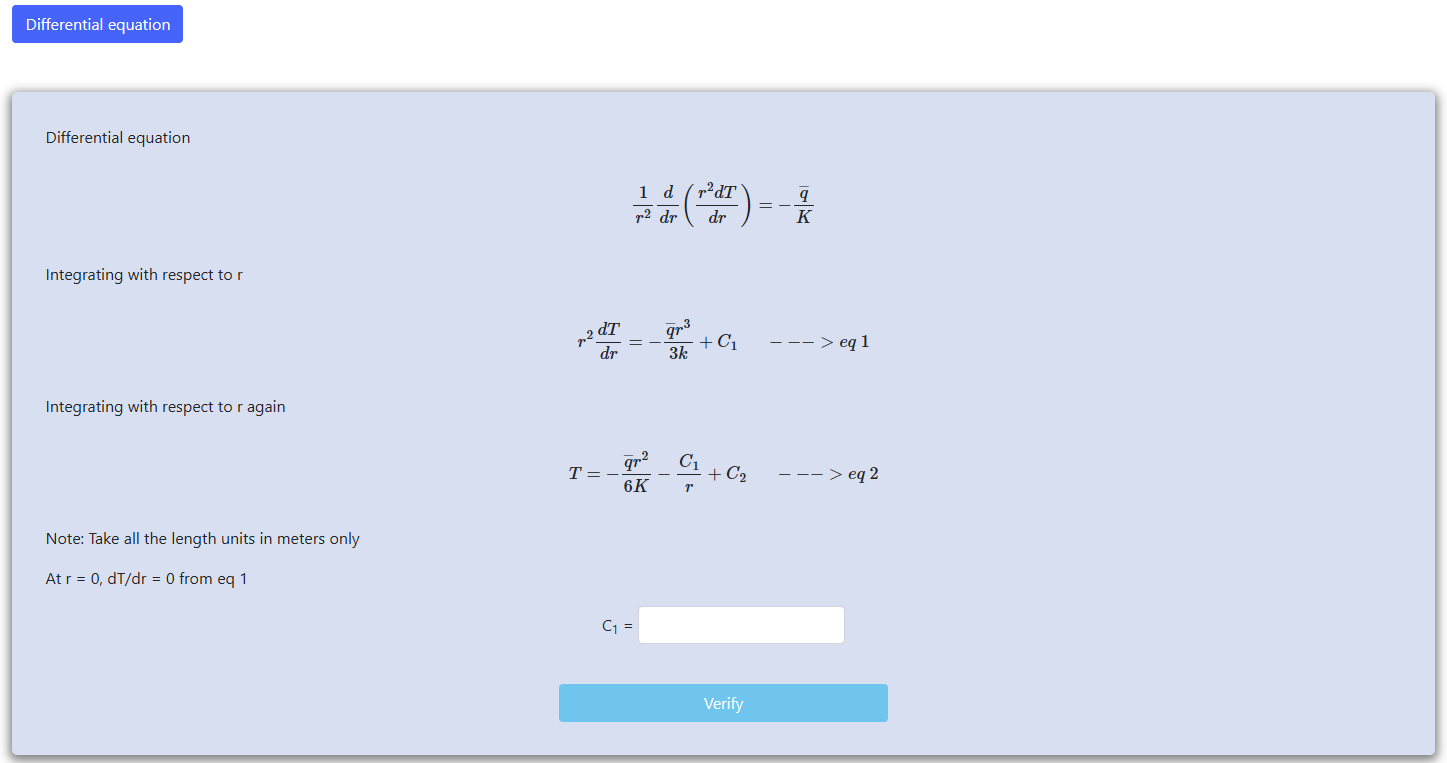 Differential equation
Differential equation
$$\frac{1}{r^2}\frac{d}{dr}\left(\frac{r^2dT}{dr}\right)=-\frac{\overline{q}}{K}$$
Integrating with respect to r
$$r^2\frac{dT}{dr}=-\frac{\overline{q}r^3}{3k}+C_1 \quad ---> eq\,1$$
Integrating with respect to r again
$$T=-\frac{\overline{q}r^2}{6K}-\frac{C_1}{r}+C_2 \quad ---> eq\,2$$
Note: Take all the length units in meters only
At r = 0, dT/dr = 0 from eq 1
C₁ =
Verify